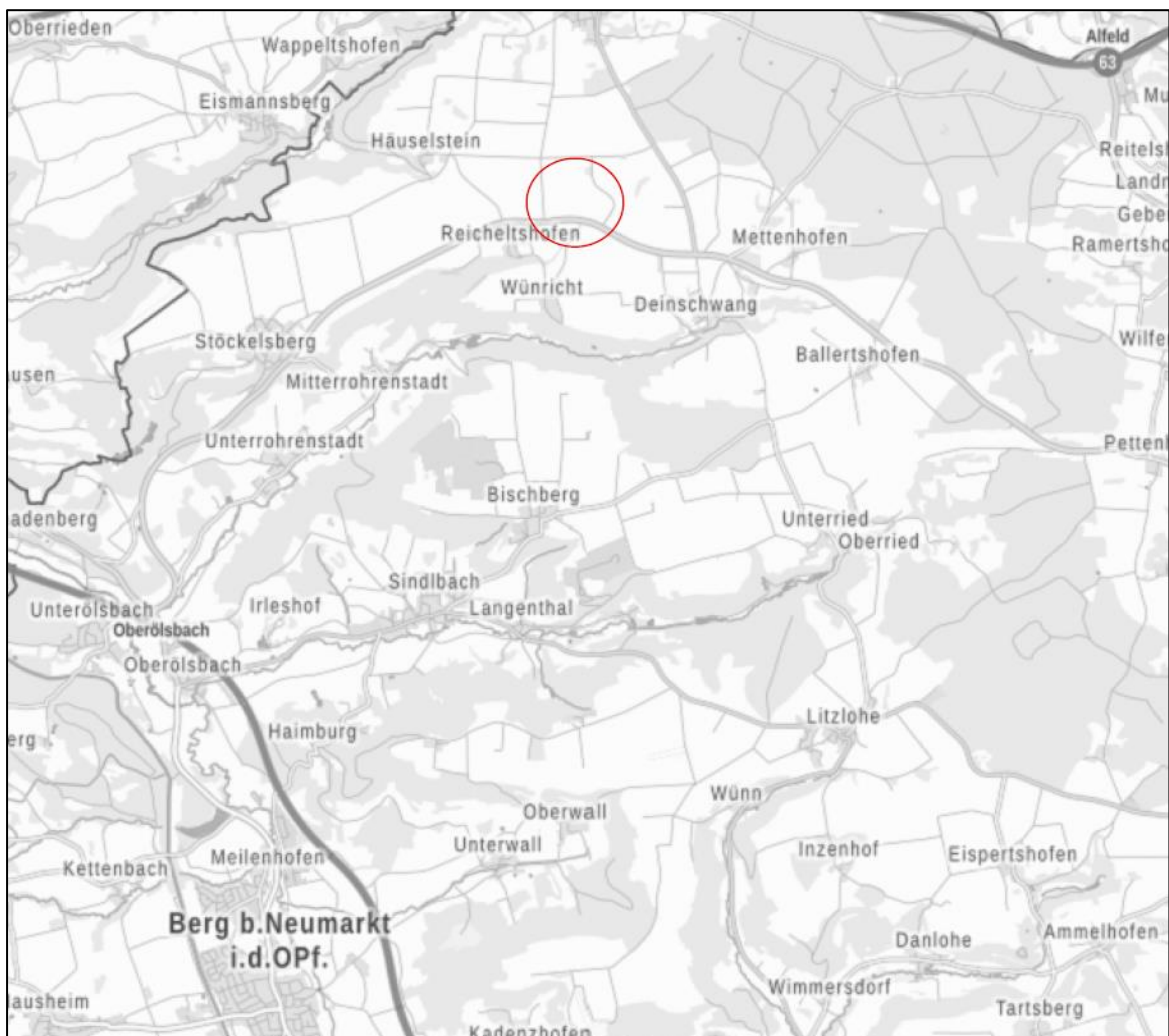 Oberrieden
Wappeltshofen
Alfeld
63
Eismannsberg
Häuselstein
Reicheltshofen
Mettenhofen
Wünricht
Deinschwang
Stöckelsberg
Mitterrohrenstadt
Ballertshofen
Unterrohrenstadt
Bischberg
Unterried
Oberried
Sindlbach
Irleshof
Langenthal
Unterölsbach
Oberölsbach
Oberölsbach
Haimburg
Litzlohe
Wünn
Oberwall
Unterwall
Inzenhof
Eispertshofen
Meilenhofen
Kettenbach
Berg b.Neumarkt
i.d.OPf.
Danlohe
Ammelhofen
Wimmersdorf
Tartsberg